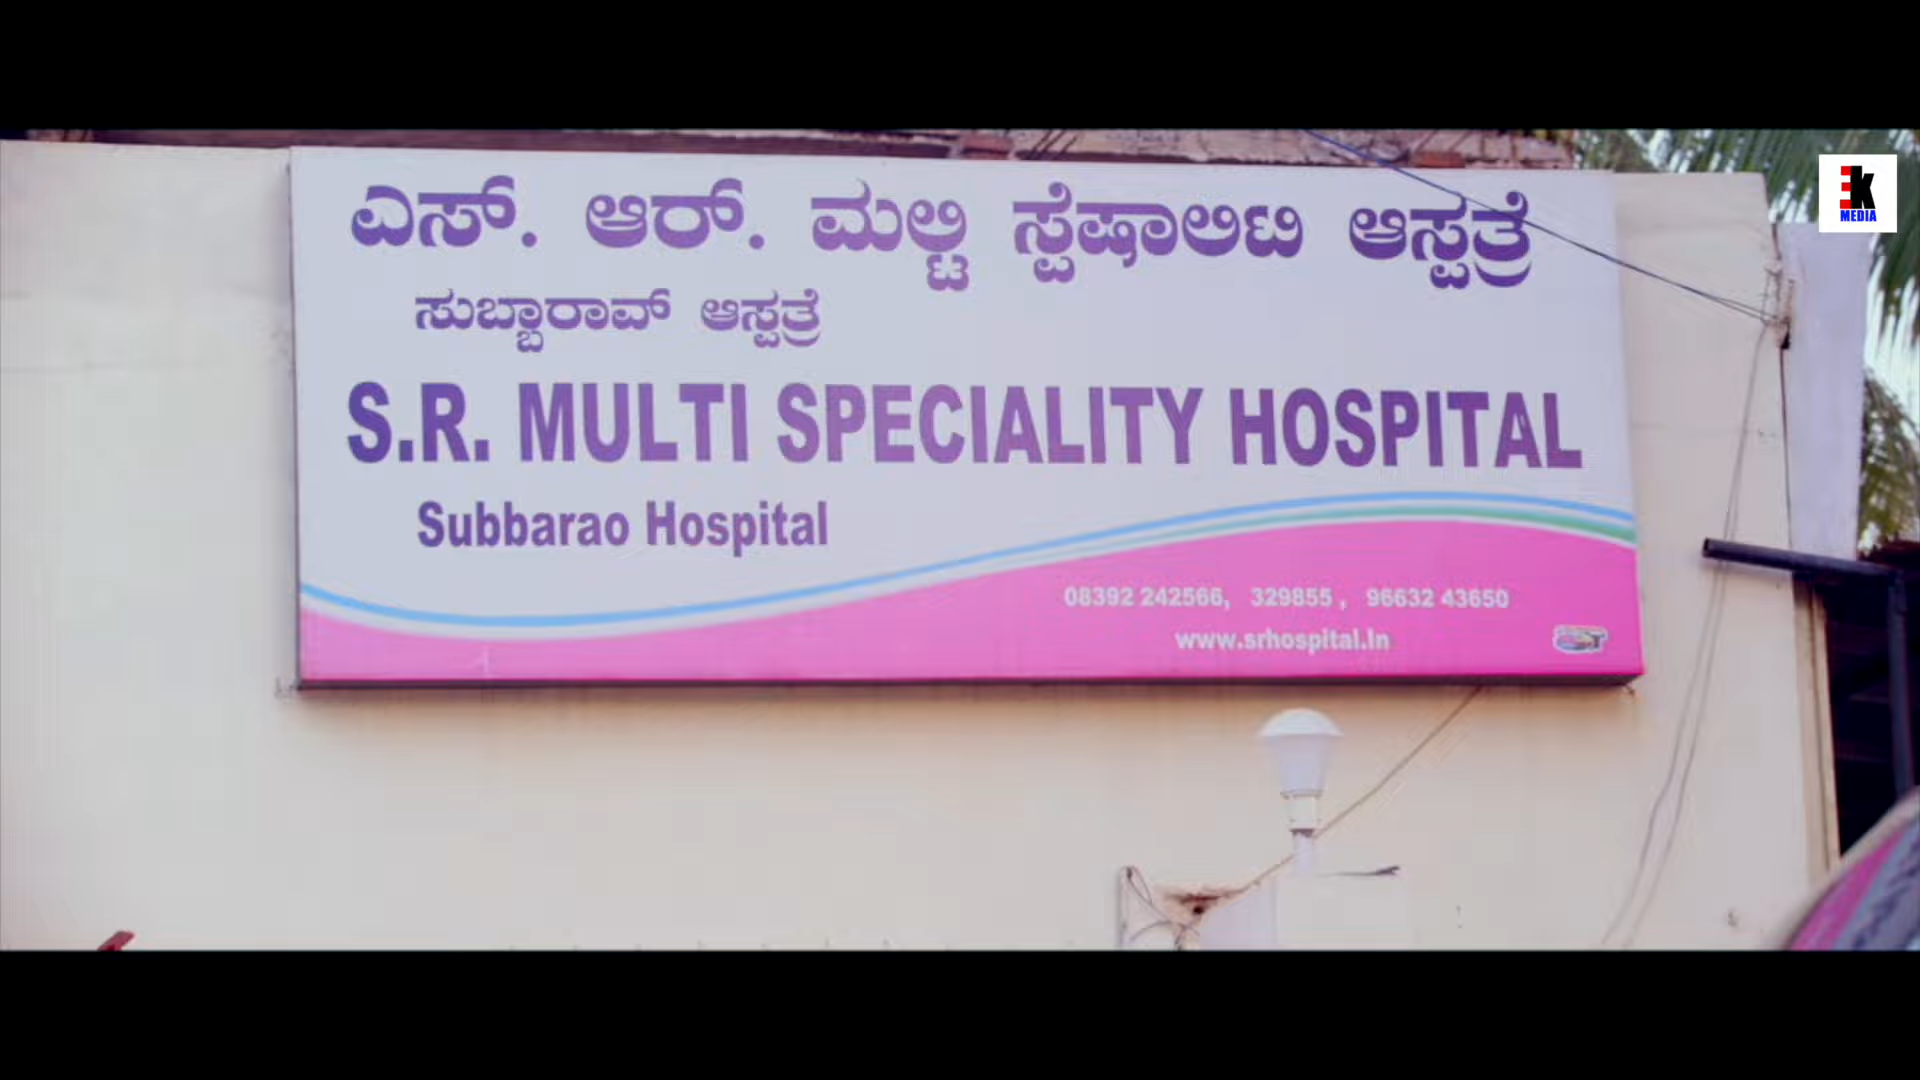 ಎಸ್. ಆರ್. ಮಲ್ಟಿ ಸ್ಪೆಷಾಲಿಟಿ ಆಸ್ಪತ್ರೆ
ಸುಬ್ಬಾರಾವ್ ಆಸ್ಪತ್ರೆ
S.R. MULTI SPECIALITY HOSPITAL
Subbarao Hospital
08392 242566, 329855 , 96632 43650
www.srhospital.in
EK
MEDIA